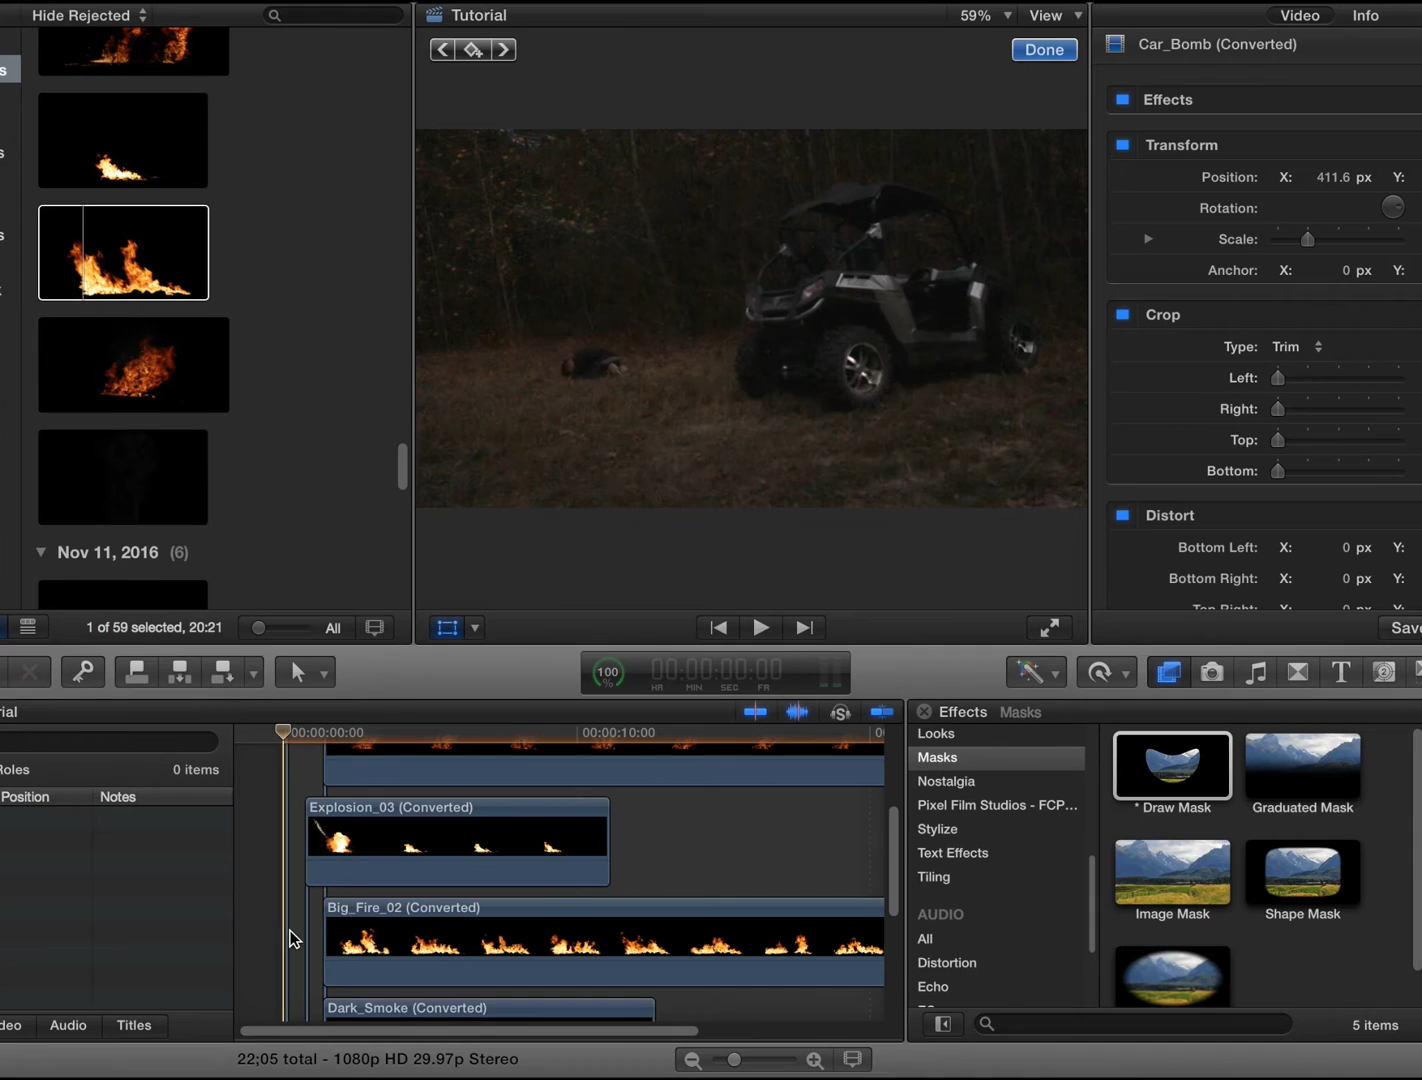 Hide Rejected
Tutorial
59%
View
Video
Info
Done
Car_Bomb (Converted)
Effects
Transform
Position: X: 411.6 px Y:
Rotation:
Scale:
Anchor: X: 0 px Y:
Crop
Type: Trim
Left:
Right:
Top:
Bottom:
Distort
Bottom Left: X: 0 px Y:
Bottom Right: X: 0 px Y:
Nov 11, 2016 (6)
1 of 59 selected, 20:21
All
Save
100
%
00:00:00:00
HR MIN SEC FR
Effects Masks
00:00:00:00
00:00:10:00
Roles
0 items
Position
Notes
Explosion_03 (Converted)
Big_Fire_02 (Converted)
Dark_Smoke (Converted)
Looks
Masks
Nostalgia
Pixel Film Studios - FCP...
Stylize
Text Effects
Tiling
AUDIO
All
Distortion
Echo
* Draw Mask
Graduated Mask
Image Mask
Shape Mask
Audio
Titles
5 items
22;05 total - 1080p HD 29.97p Stereo